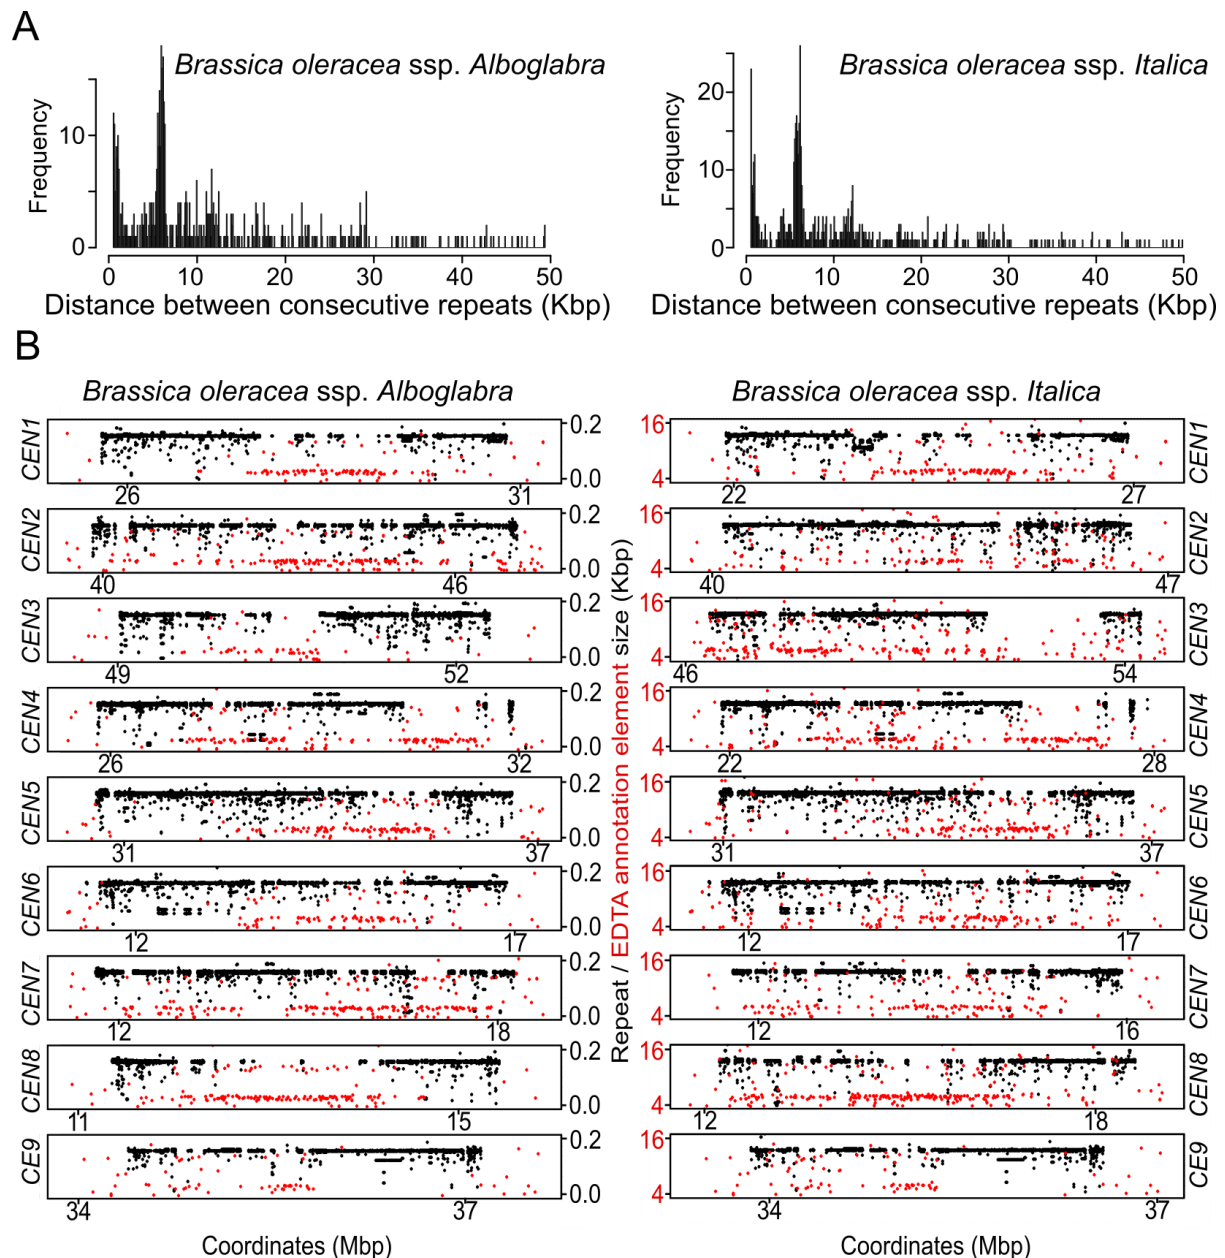 A
Brassica oleracea ssp. Alboglabra
Frequency
10
0
0 10 20 30 40 50
Distance between consecutive repeats (Kbp)
Brassica oleracea ssp. Italica
Frequency
20
10
0
0 10 20 30 40 50
Distance between consecutive repeats (Kbp)
B
Brassica oleracea ssp. Alboglabra
CEN1
0.2
0.0
26 31
CEN2
0.2
0.0
40 46
CEN3
0.2
0.0
49 52
CEN4
0.2
0.0
26 32
CEN5
0.2
0.0
31 37
CEN6
0.2
0.0
12 17
CEN7
0.2
0.0
12 18
CEN8
0.2
0.0
11 15
CE9
0.2
0.0
34 37
Coordinates (Mbp)
Repeat / EDTA annotation element size (Kbp)
Brassica oleracea ssp. Italica
16
4
CEN1
22 27
16
4
CEN2
40 47
16
4
CEN3
46 54
16
4
CEN4
22 28
16
4
CEN5
31 37
16
4
CEN6
12 17
16
4
CEN7
12 16
16
4
CEN8
12 18
16
4
CE9
34 37
Coordinates (Mbp)